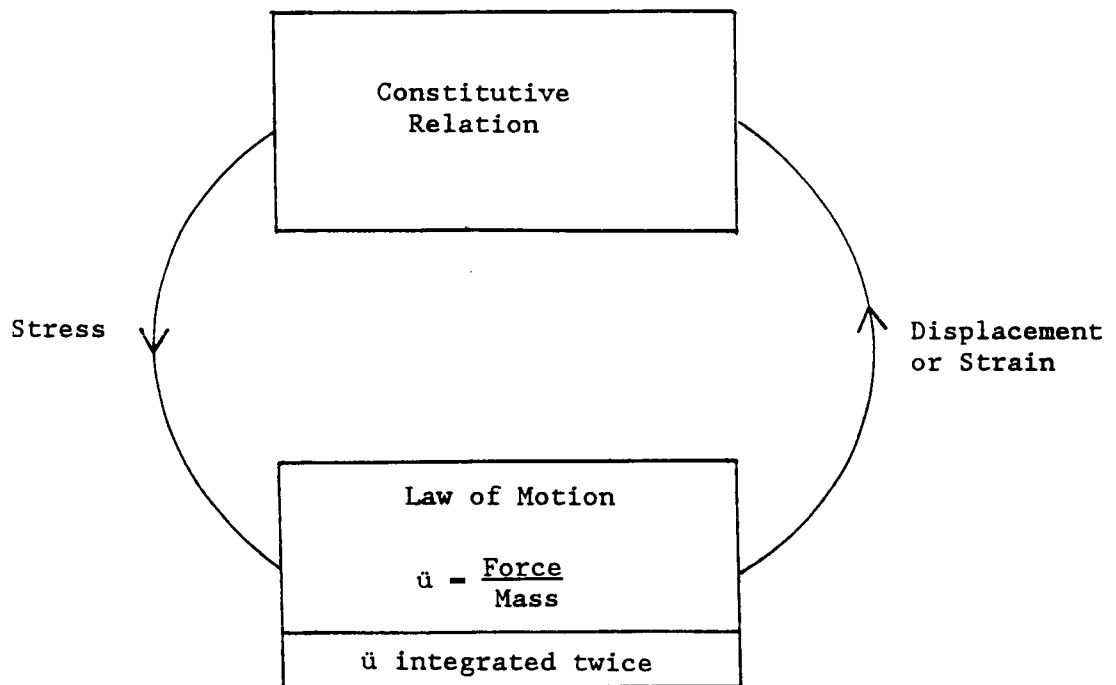 Constitutive
Relation
Stress
Displacement
or Strain
Law of Motion
ü = Force
Mass
ü integrated twice